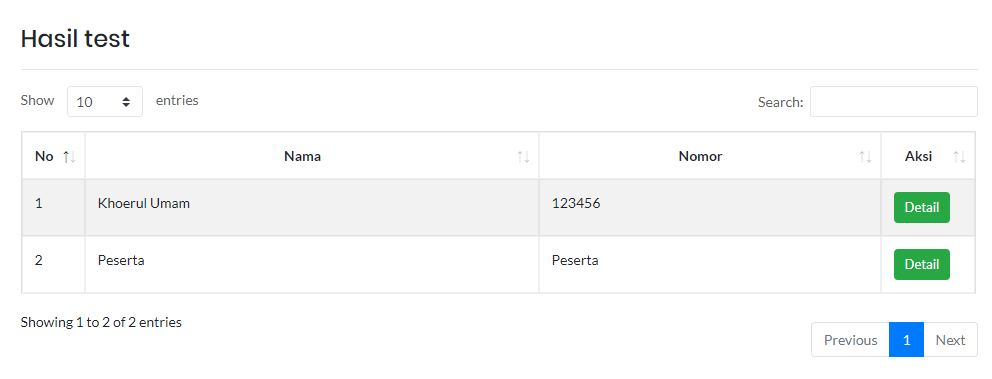 Hasil test
Show 10 entries Search:
No Nama Nomor Aksi
1 Khoerul Umam 123456 Detail
2 Peserta Peserta Detail
Showing 1 to 2 of 2 entries
Previous 1 Next